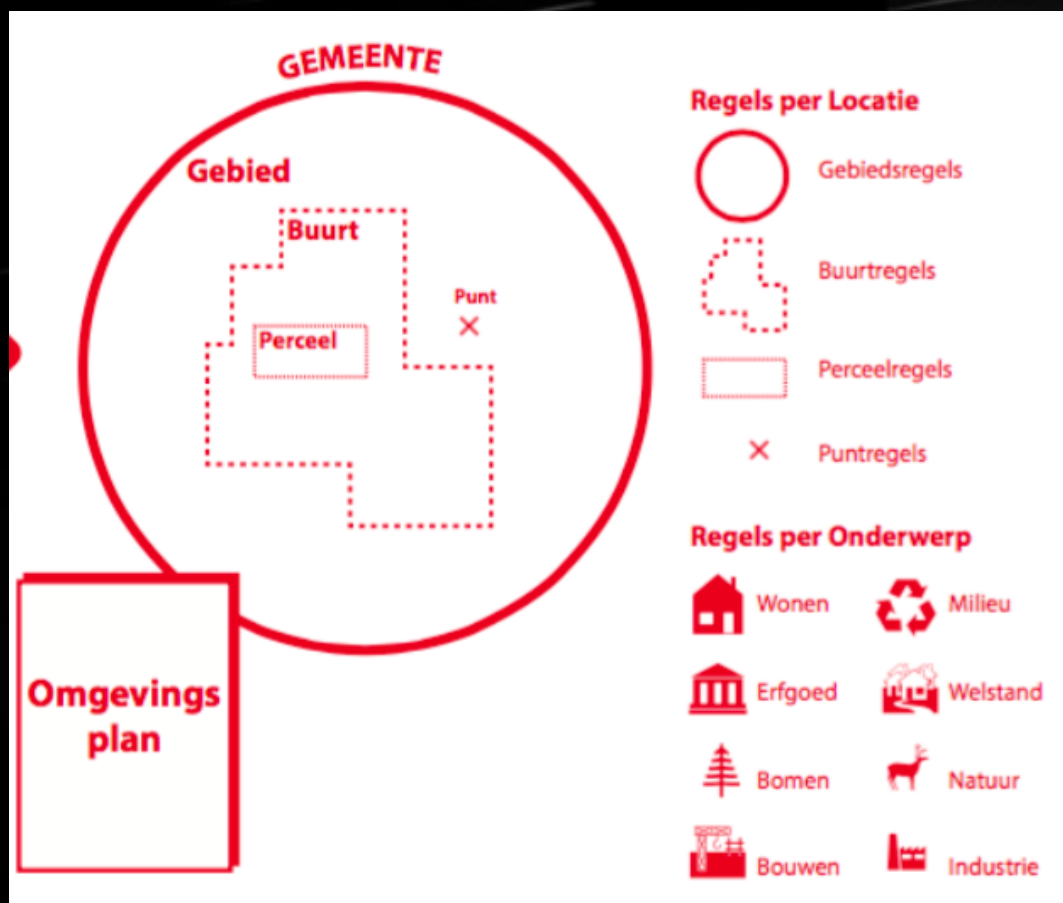 GEMEENTE
Gebied
Buurt
Punt
Perceel
Omgevings
plan
Regels per Locatie
Gebiedsregels
Buurtregels
Perceelregels
Puntregels
Regels per Onderwerp
Wonen
Milieu
Erfgoed
Welstand
Bomen
Natuur
Bouwen
Industrie